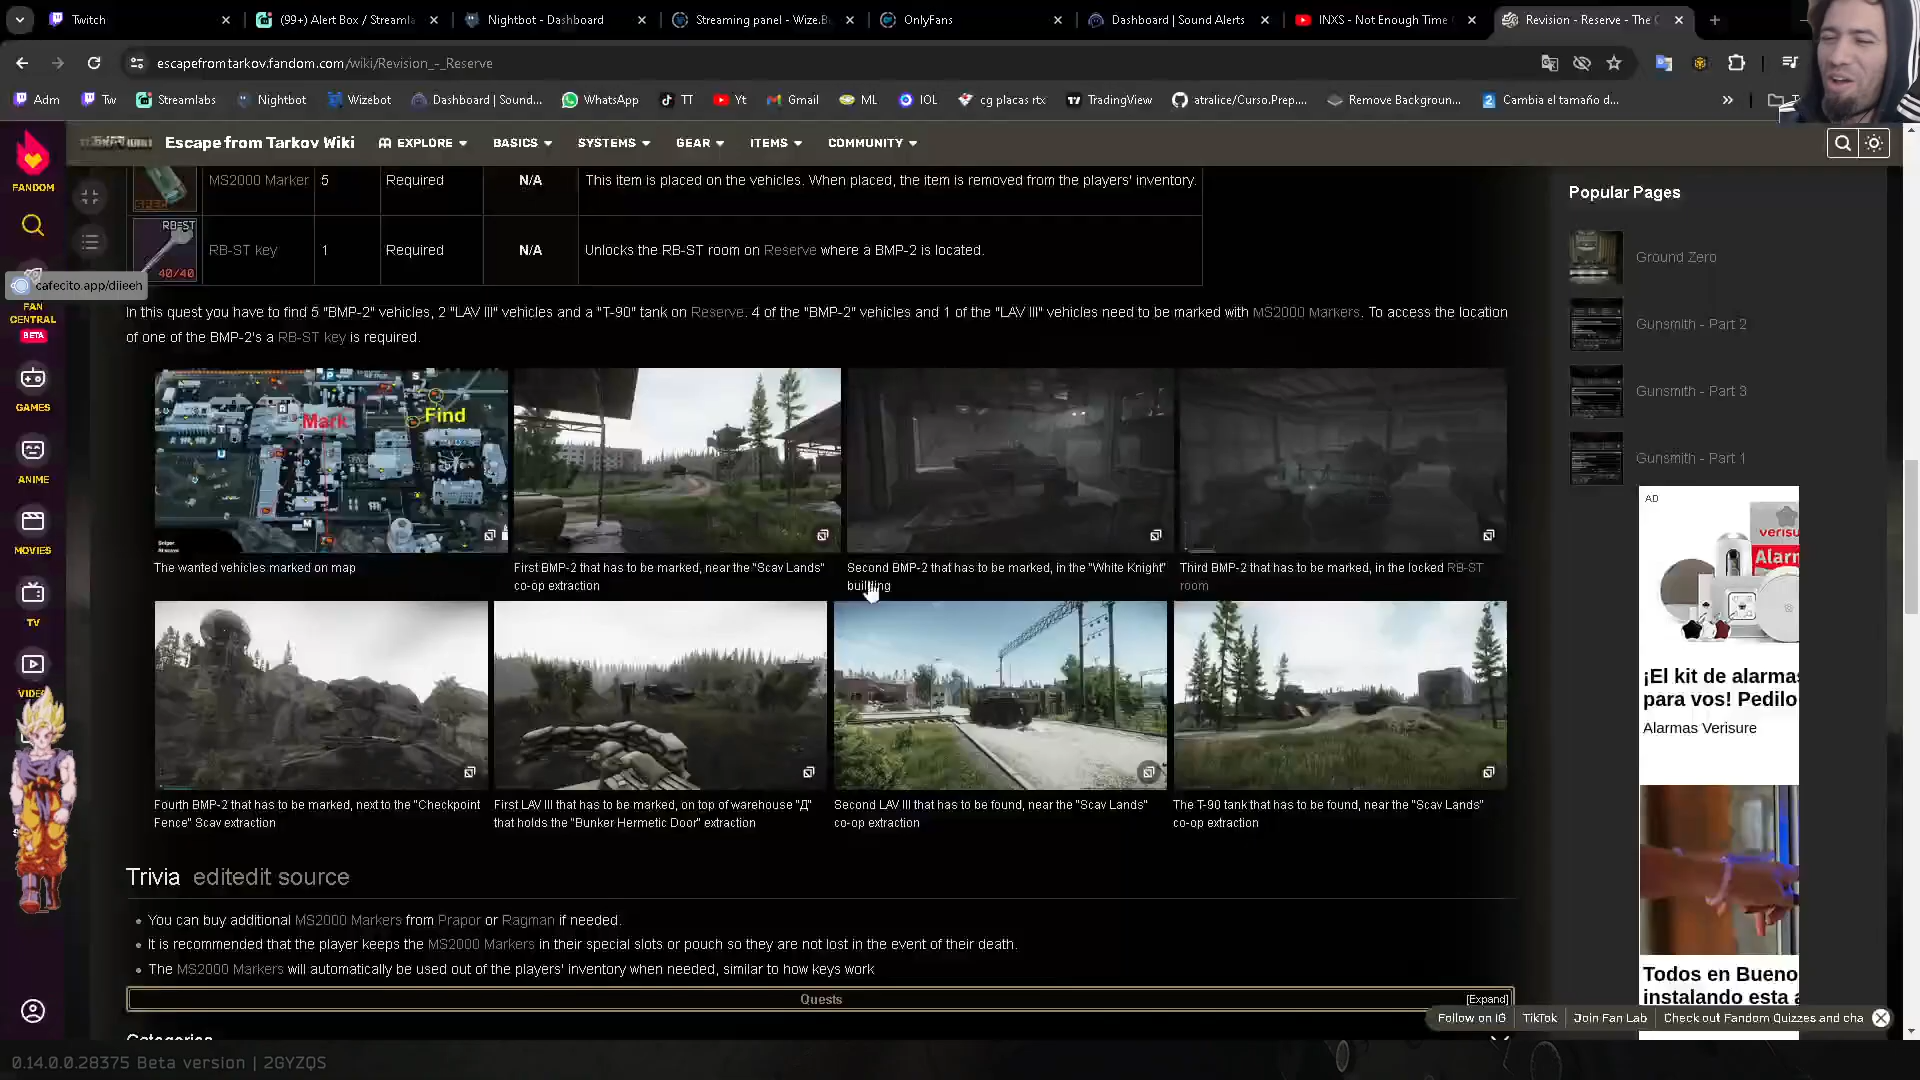 Twitch
(99+) Alert Box / Streamla
Nightbot - Dashboard
Streaming panel - Wize.B
OnlyFans
Dashboard | Sound Alerts
INXS - Not Enough Time
Revision - Reserve - The
escapefromtarkov.fandom.com/wiki/Revision_-_Reserve
Adm
Tw
Streamlabs
Nightbot
Wizebot
Dashboard | Sound...
WhatsApp
TT
Yt
Gmail
ML
IOL
cg placas rtx
TradingView
atralice/Curso.Prep....
Remove Backgroun...
Cambia el tamaño d...
Escape from Tarkov Wiki
EXPLORE
BASICS
SYSTEMS
GEAR
ITEMS
COMMUNITY
FANDOM
cafecito.app/diieeh
FAN
CENTRAL
BETA
GAMES
ANIME
MOVIES
TV
VIDEO
SPEC
MS2000 Marker 5 Required N/A This item is placed on the vehicles. When placed, the item is removed from the players' inventory.
RB-ST
40/40
RB-ST key 1 Required N/A Unlocks the RB-ST room on Reserve where a BMP-2 is located.
In this quest you have to find 5 "BMP-2" vehicles, 2 "LAV III" vehicles and a "T-90" tank on Reserve. 4 of the "BMP-2" vehicles and 1 of the "LAV III" vehicles need to be marked with MS2000 Markers. To access the location
of one of the BMP-2's a RB-ST key is required.
Mark
Find
The wanted vehicles marked on map
First BMP-2 that has to be marked, near the "Scav Lands"
co-op extraction
Second BMP-2 that has to be marked, in the "White Knight"
building
Third BMP-2 that has to be marked, in the locked RB-ST
room
Fourth BMP-2 that has to be marked, next to the "Checkpoint
Fence" Scav extraction
First LAV III that has to be marked, on top of warehouse "Д"
that holds the "Bunker Hermetic Door" extraction
Second LAV III that has to be found, near the "Scav Lands"
co-op extraction
The T-90 tank that has to be found, near the "Scav Lands"
co-op extraction
Trivia editedit source
You can buy additional MS2000 Markers from Prapor or Ragman if needed.
It is recommended that the player keeps the MS2000 Markers in their special slots or pouch so they are not lost in the event of their death.
The MS2000 Markers will automatically be used out of the players' inventory when needed, similar to how keys work
Quests
[Expand]
Categories
Popular Pages
Ground Zero
Gunsmith - Part 2
Gunsmith - Part 3
Gunsmith - Part 1
AD
verisu
Alarm
¡El kit de alarmas
para vos! Pedilo
Alarmas Verisure
Todos en Bueno
instalando esta a
Follow on IG
TikTok
Join Fan Lab
Check out Fandom Quizzes and cha
0.14.0.0.28375 Beta version | 2GYZQS